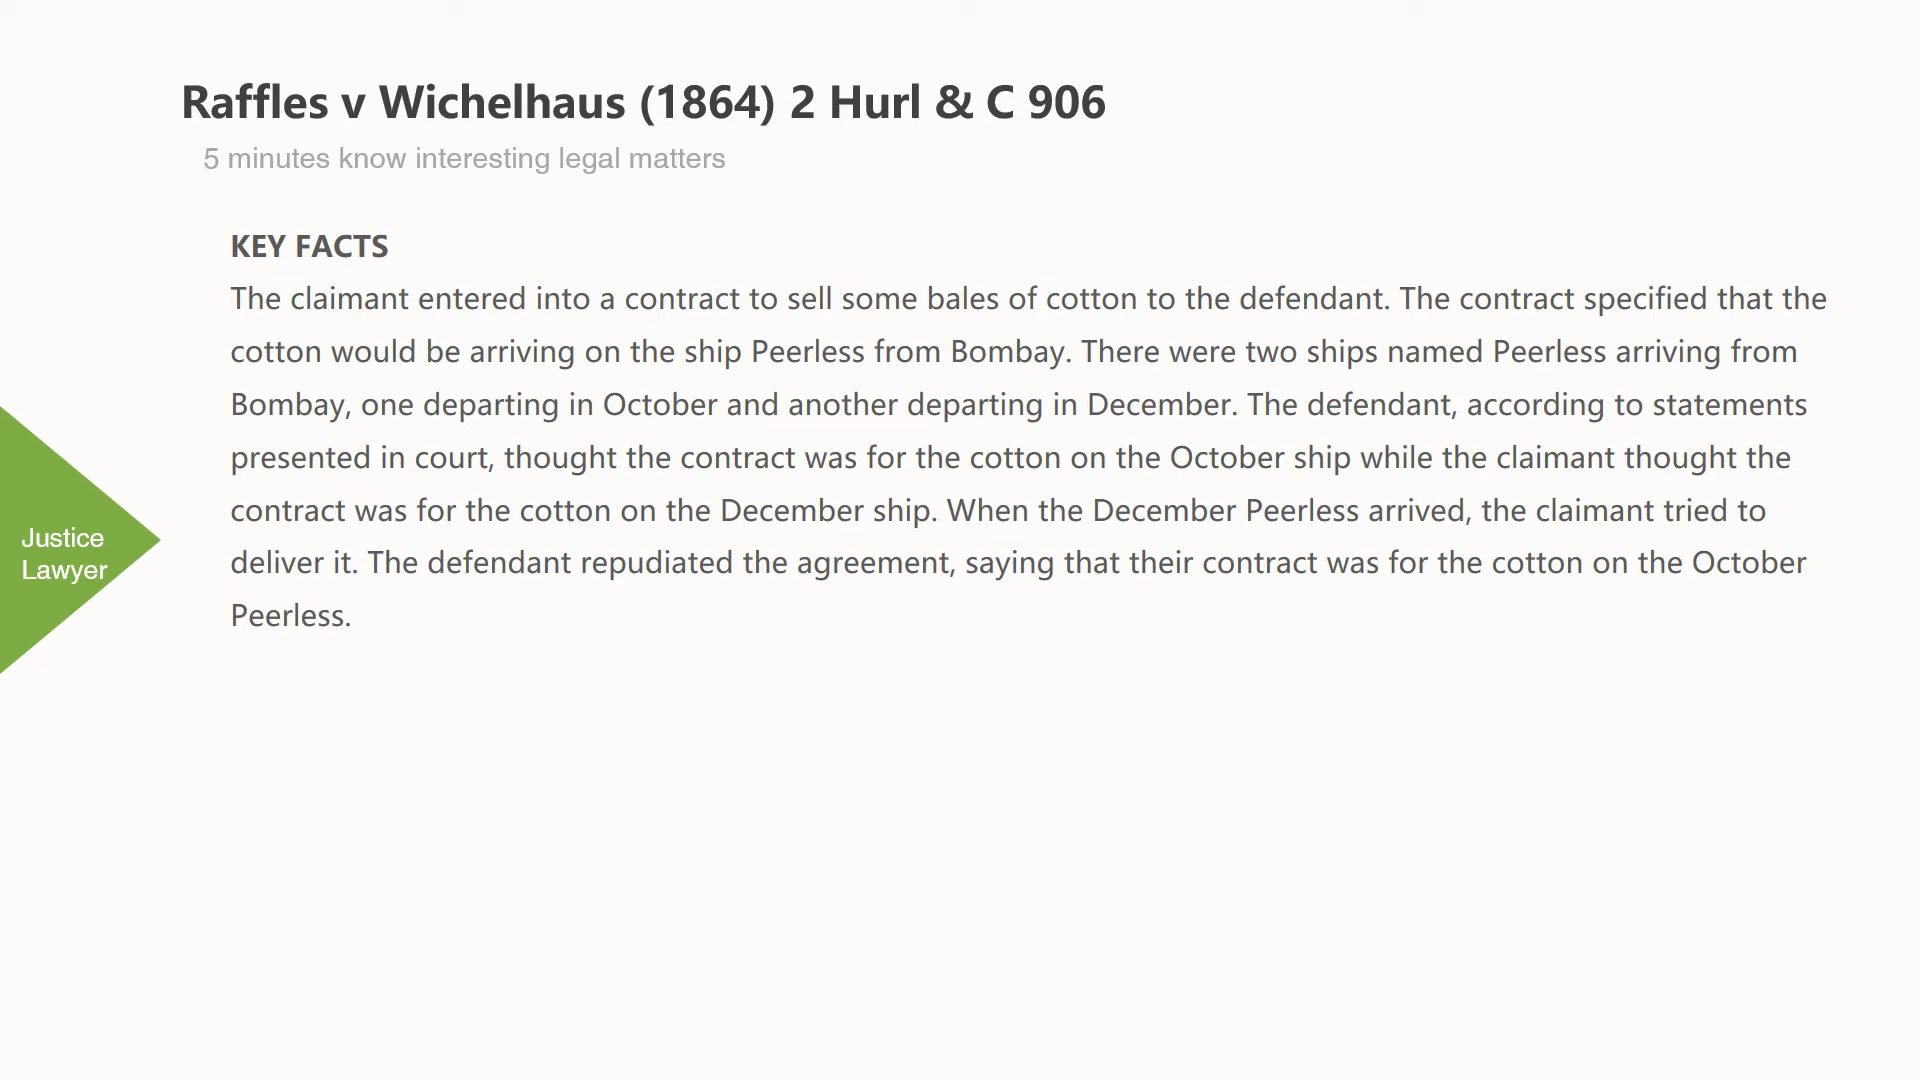 Raffles v Wichelhaus (1864) 2 Hurl & C 906
5 minutes know interesting legal matters
KEY FACTS
The claimant entered into a contract to sell some bales of cotton to the defendant. The contract specified that the
cotton would be arriving on the ship Peerless from Bombay. There were two ships named Peerless arriving from
Bombay, one departing in October and another departing in December. The defendant, according to statements
presented in court, thought the contract was for the cotton on the October ship while the claimant thought the
contract was for the cotton on the December ship. When the December Peerless arrived, the claimant tried to
deliver it. The defendant repudiated the agreement, saying that their contract was for the cotton on the October
Peerless.
Justice
Lawyer